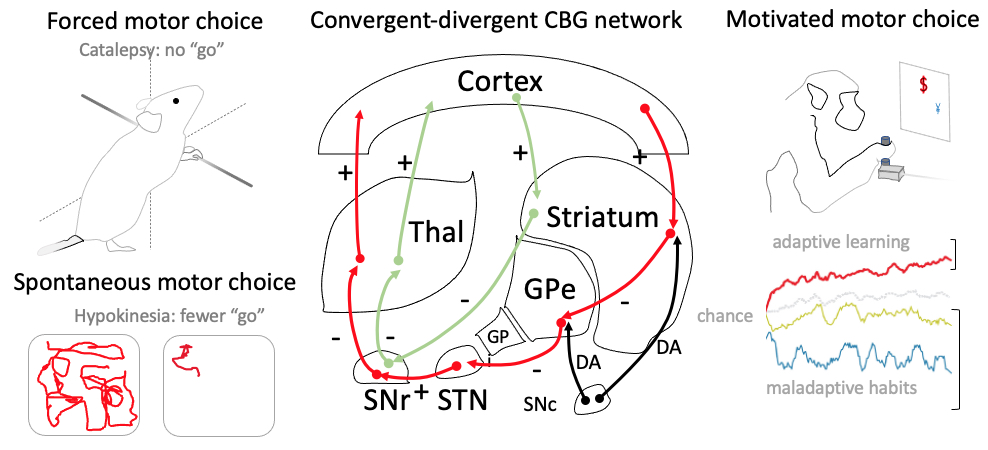 Forced motor choice
Catalepsy: no “go”
Spontaneous motor choice
Hypokinesia: fewer “go”
Convergent-divergent CBG network
Cortex
+
+
+
+
Thal
Striatum
GPe
GP
-
-
-
-
-
DA
DA
SNr
+
STN
SNc
Motivated motor choice
$
¥
adaptive learning
chance
maladaptive habits